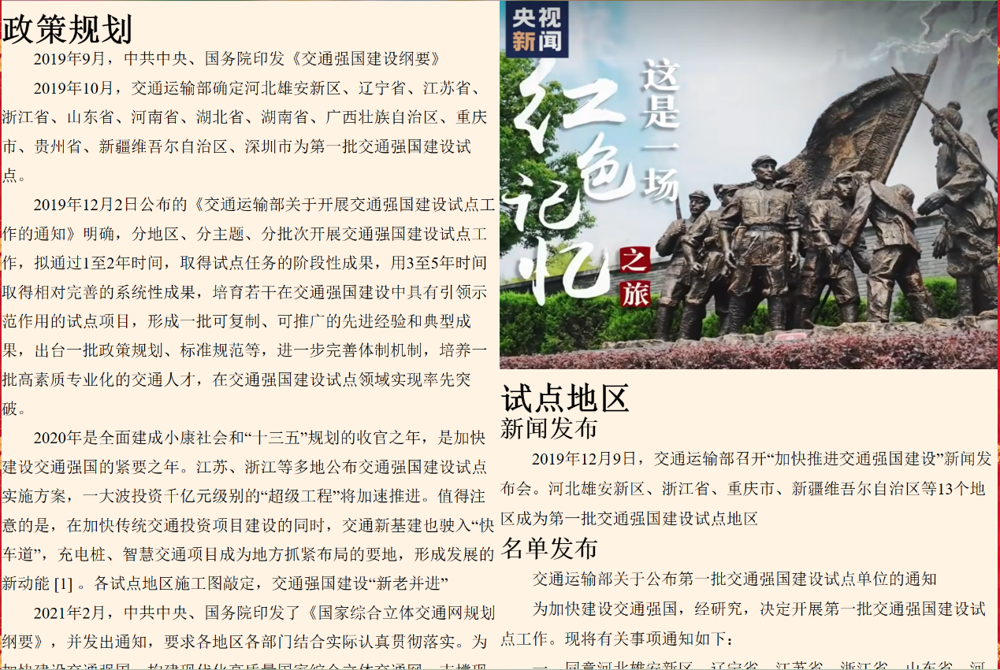 政策规划
2019年9月，中共中央、国务院印发《交通强国建设纲要》
2019年10月，交通运输部确定河北雄安新区、辽宁省、江苏省、
浙江省、山东省、河南省、湖北省、湖南省、广西壮族自治区、重庆
市、贵州省、新疆维吾尔自治区、深圳市为第一批交通强国建设试
点。
2019年12月2日公布的《交通运输部关于开展交通强国建设试点工
作的通知》明确，分地区、分主题、分批次开展交通强国建设试点工
作，拟通过1至2年时间，取得试点任务的阶段性成果，用3至5年时间
取得相对完善的系统性成果，培育若干在交通强国建设中具有引领示
范作用的试点项目，形成一批可复制、可推广的先进经验和典型成
果，出台一批政策规划、标准规范等，进一步完善体制机制，培养一
批高素质专业化的交通人才，在交通强国建设试点领域实现率先突
破。
2020年是全面建成小康社会和“十三五”规划的收官之年，是加快
建设交通强国的紧要之年。江苏、浙江等多地公布交通强国建设试点
实施方案，一大波投资千亿元级别的“超级工程”将加速推进。值得注
意的是，在加快传统交通投资项目建设的同时，交通新基建也驶入“快
车道”，充电桩、智慧交通项目成为地方抓紧布局的要地，形成发展的
新动能 [1] 。各试点地区施工图敲定，交通强国建设“新老并进”
2021年2月，中共中央、国务院印发了《国家综合立体交通网规划
纲要》，并发出通知，要求各地区各部门结合实际认真贯彻落实。为
加快建设交通强国，构建现代化高质量国家综合立体交通网，支撑现
央视
新闻
这是一场
红色
记忆
之旅
试点地区
新闻发布
2019年12月9日，交通运输部召开“加快推进交通强国建设”新闻发
布会。河北雄安新区、浙江省、重庆市、新疆维吾尔自治区等13个地
区成为第一批交通强国建设试点地区
名单发布
交通运输部关于公布第一批交通强国建设试点单位的通知
为加快建设交通强国，经研究，决定开展第一批交通强国建设试
点工作。现将有关事项通知如下：
一、同意河北雄安新区、辽宁省、江苏省、浙江省、山东省、河